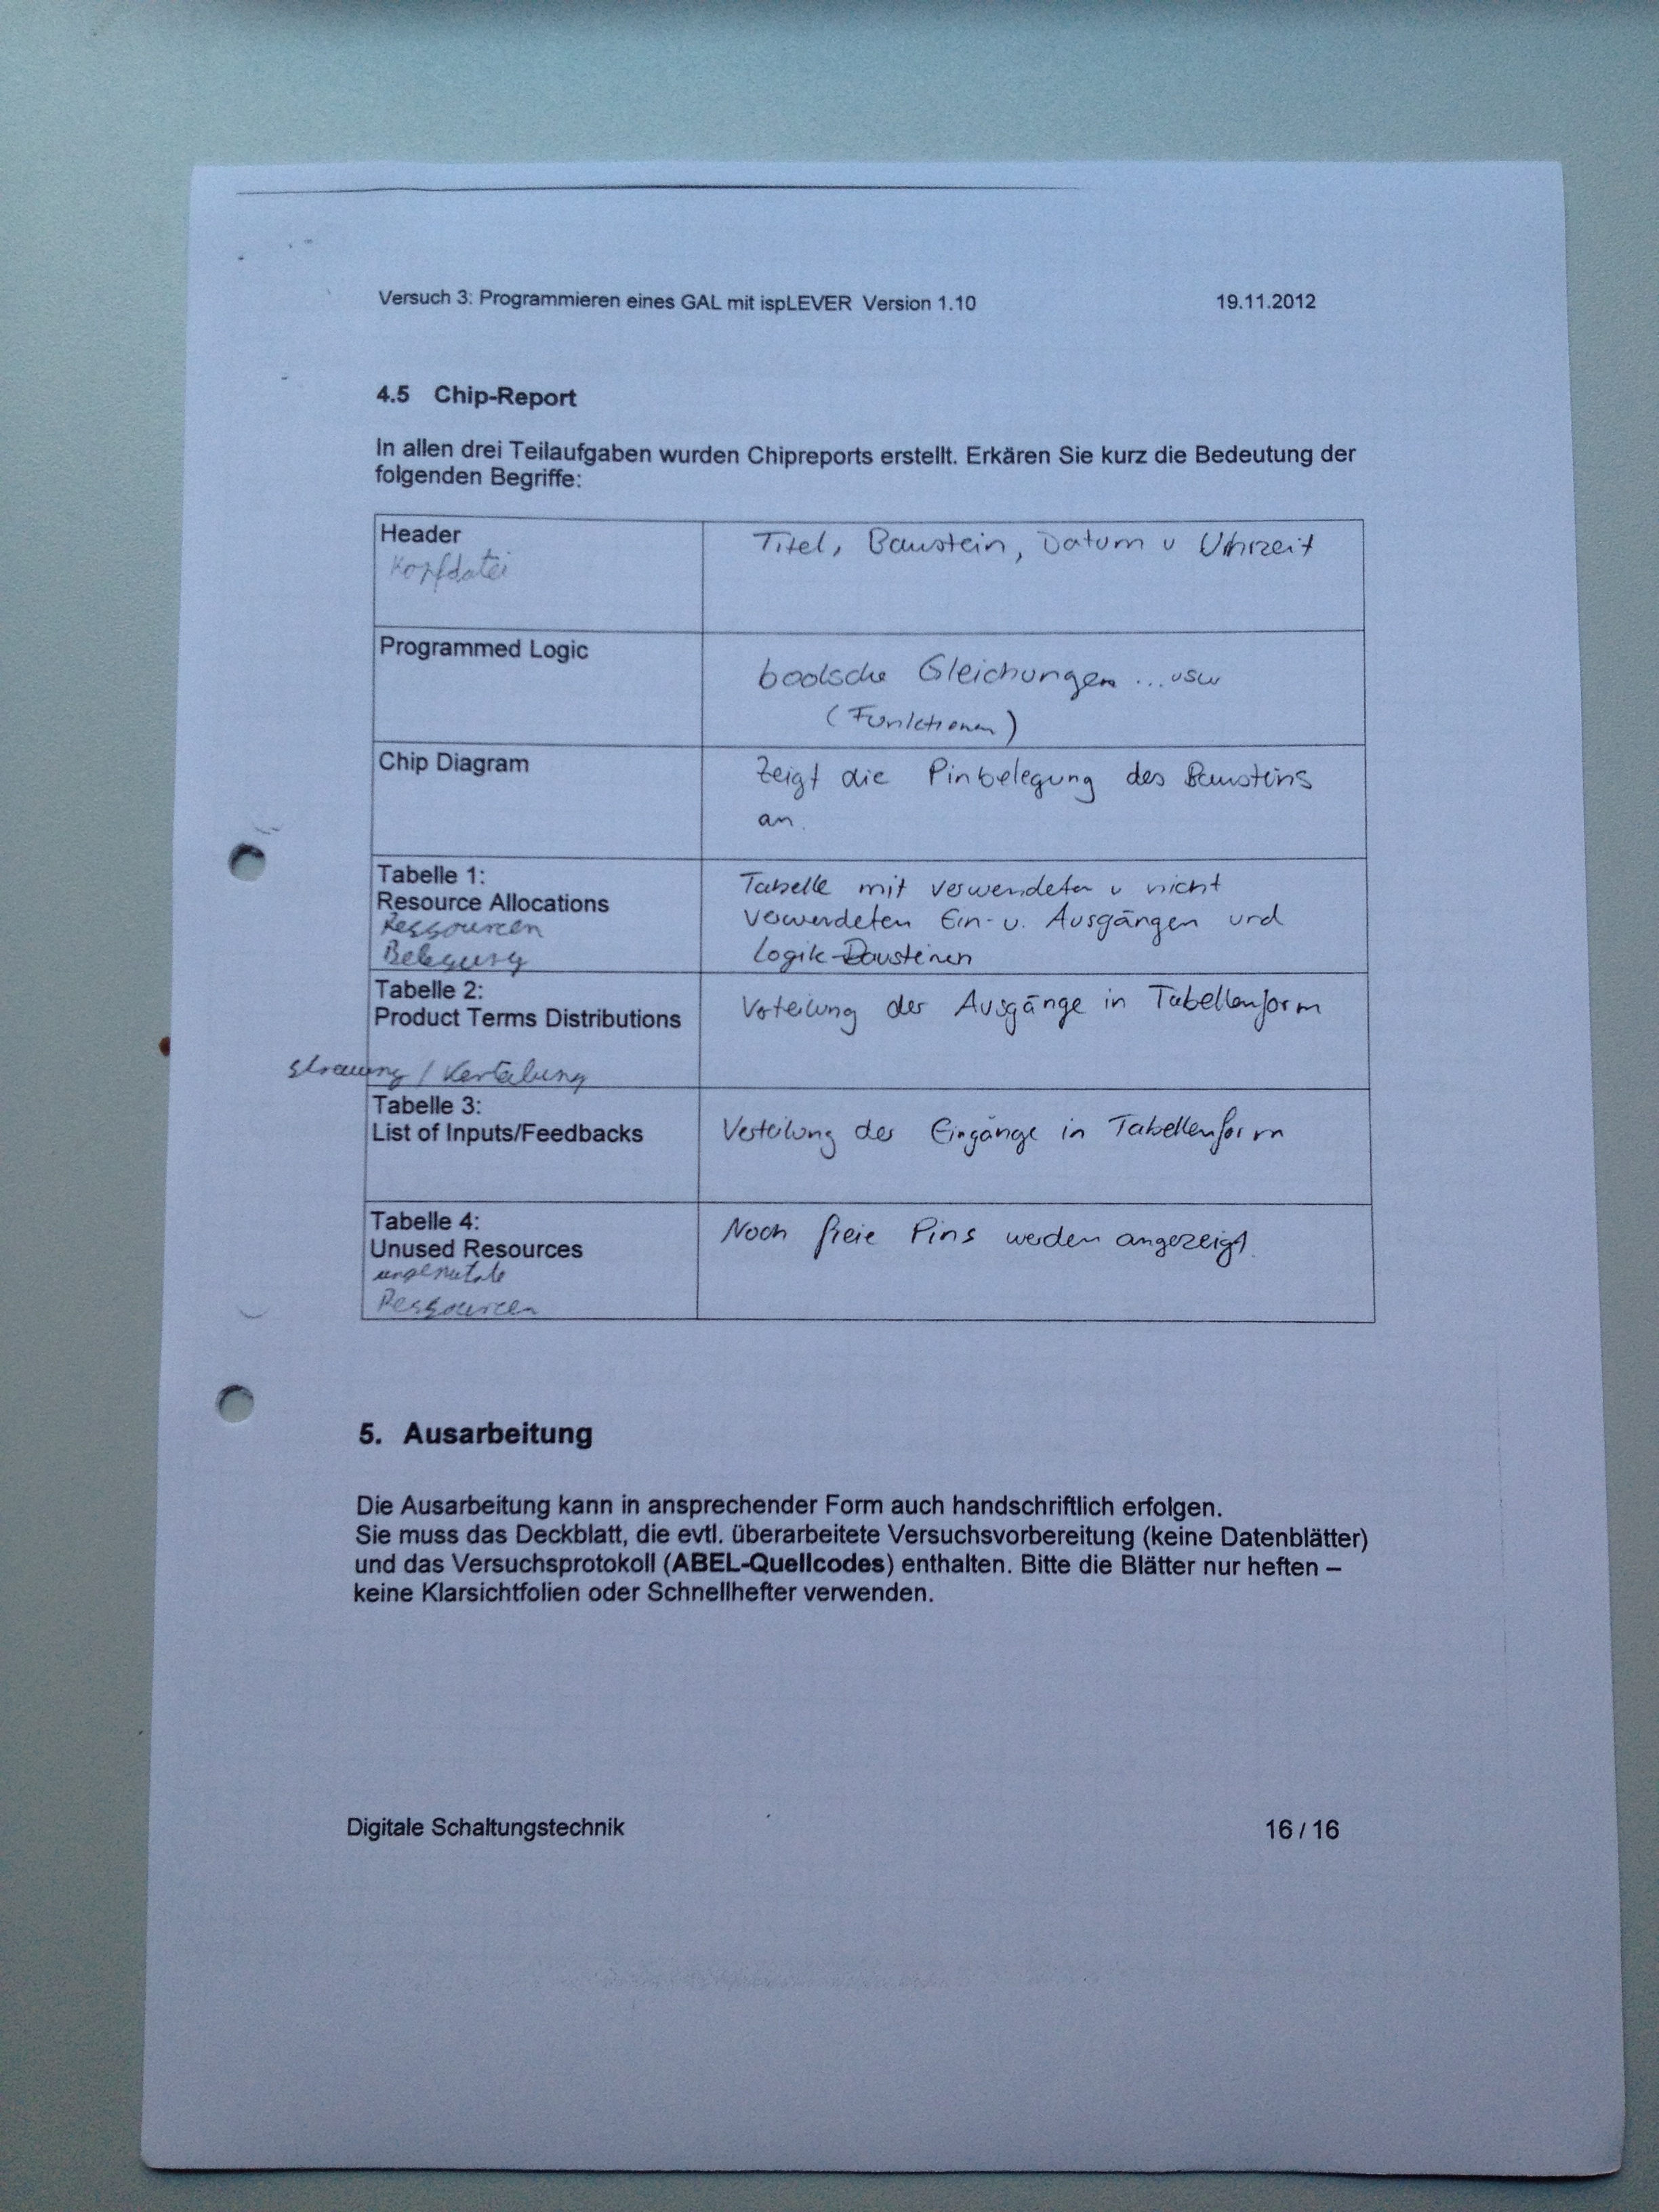 Versuch 3: Programmieren eines GAL mit ispLEVER Version 1.10 19.11.2012
4.5 Chip-Report
In allen drei Teilaufgaben wurden Chipreports erstellt. Erkären Sie kurz die Bedeutung der
folgenden Begriffe:
Header
Kopfdatei
Titel, Baustein, Datum u Uhrzeit
Programmed Logic
boolsche Gleichungen ... usw
(Funktionen)
Chip Diagram
Zeigt die Pinbelegung des Bausteins
an.
Tabelle 1:
Resource Allocations
Ressourcen
Belegung
Tabelle mit verwendeten u nicht
verwendeten Ein- u. Ausgängen und
Logik-Bausteinen
Tabelle 2:
Product Terms Distributions
Streuung / Verteilung
Verteilung der Ausgänge in Tabellenform
Tabelle 3:
List of Inputs/Feedbacks
Verteilung der Eingänge in Tabellenform
Tabelle 4:
Unused Resources
ungenutzte
Ressourcen
Noch freie Pins werden angezeigt.
5. Ausarbeitung
Die Ausarbeitung kann in ansprechender Form auch handschriftlich erfolgen.
Sie muss das Deckblatt, die evtl. überarbeitete Versuchsvorbereitung (keine Datenblätter)
und das Versuchsprotokoll (ABEL-Quellcodes) enthalten. Bitte die Blätter nur heften –
keine Klarsichtfolien oder Schnellhefter verwenden.
Digitale Schaltungstechnik 16 / 16